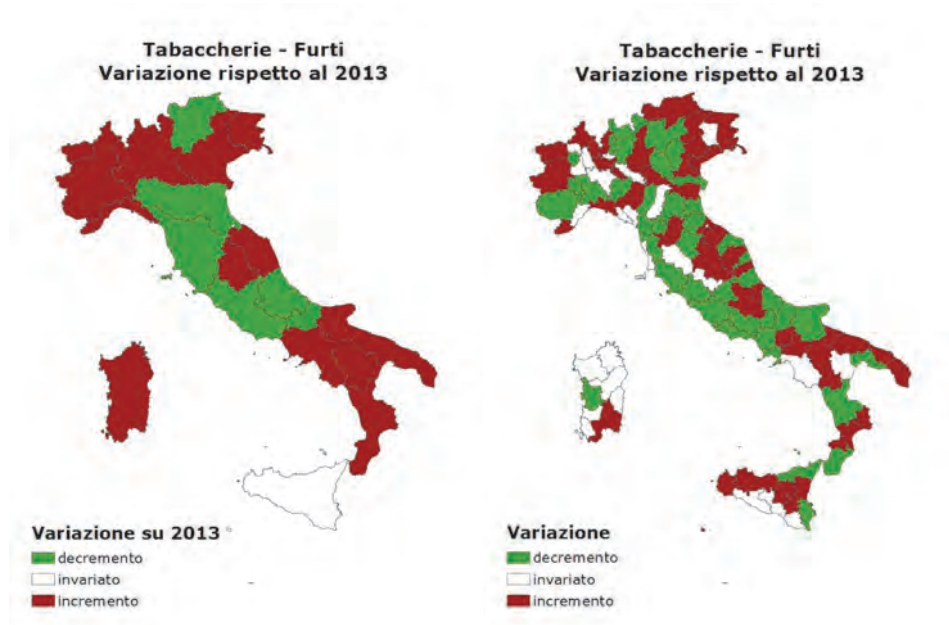 Tabaccherie - Furti
Variazione rispetto al 2013
Variazione su 2013
decremento
invariato
incremento
Tabaccherie - Furti
Variazione rispetto al 2013
Variazione
decremento
invariato
incremento